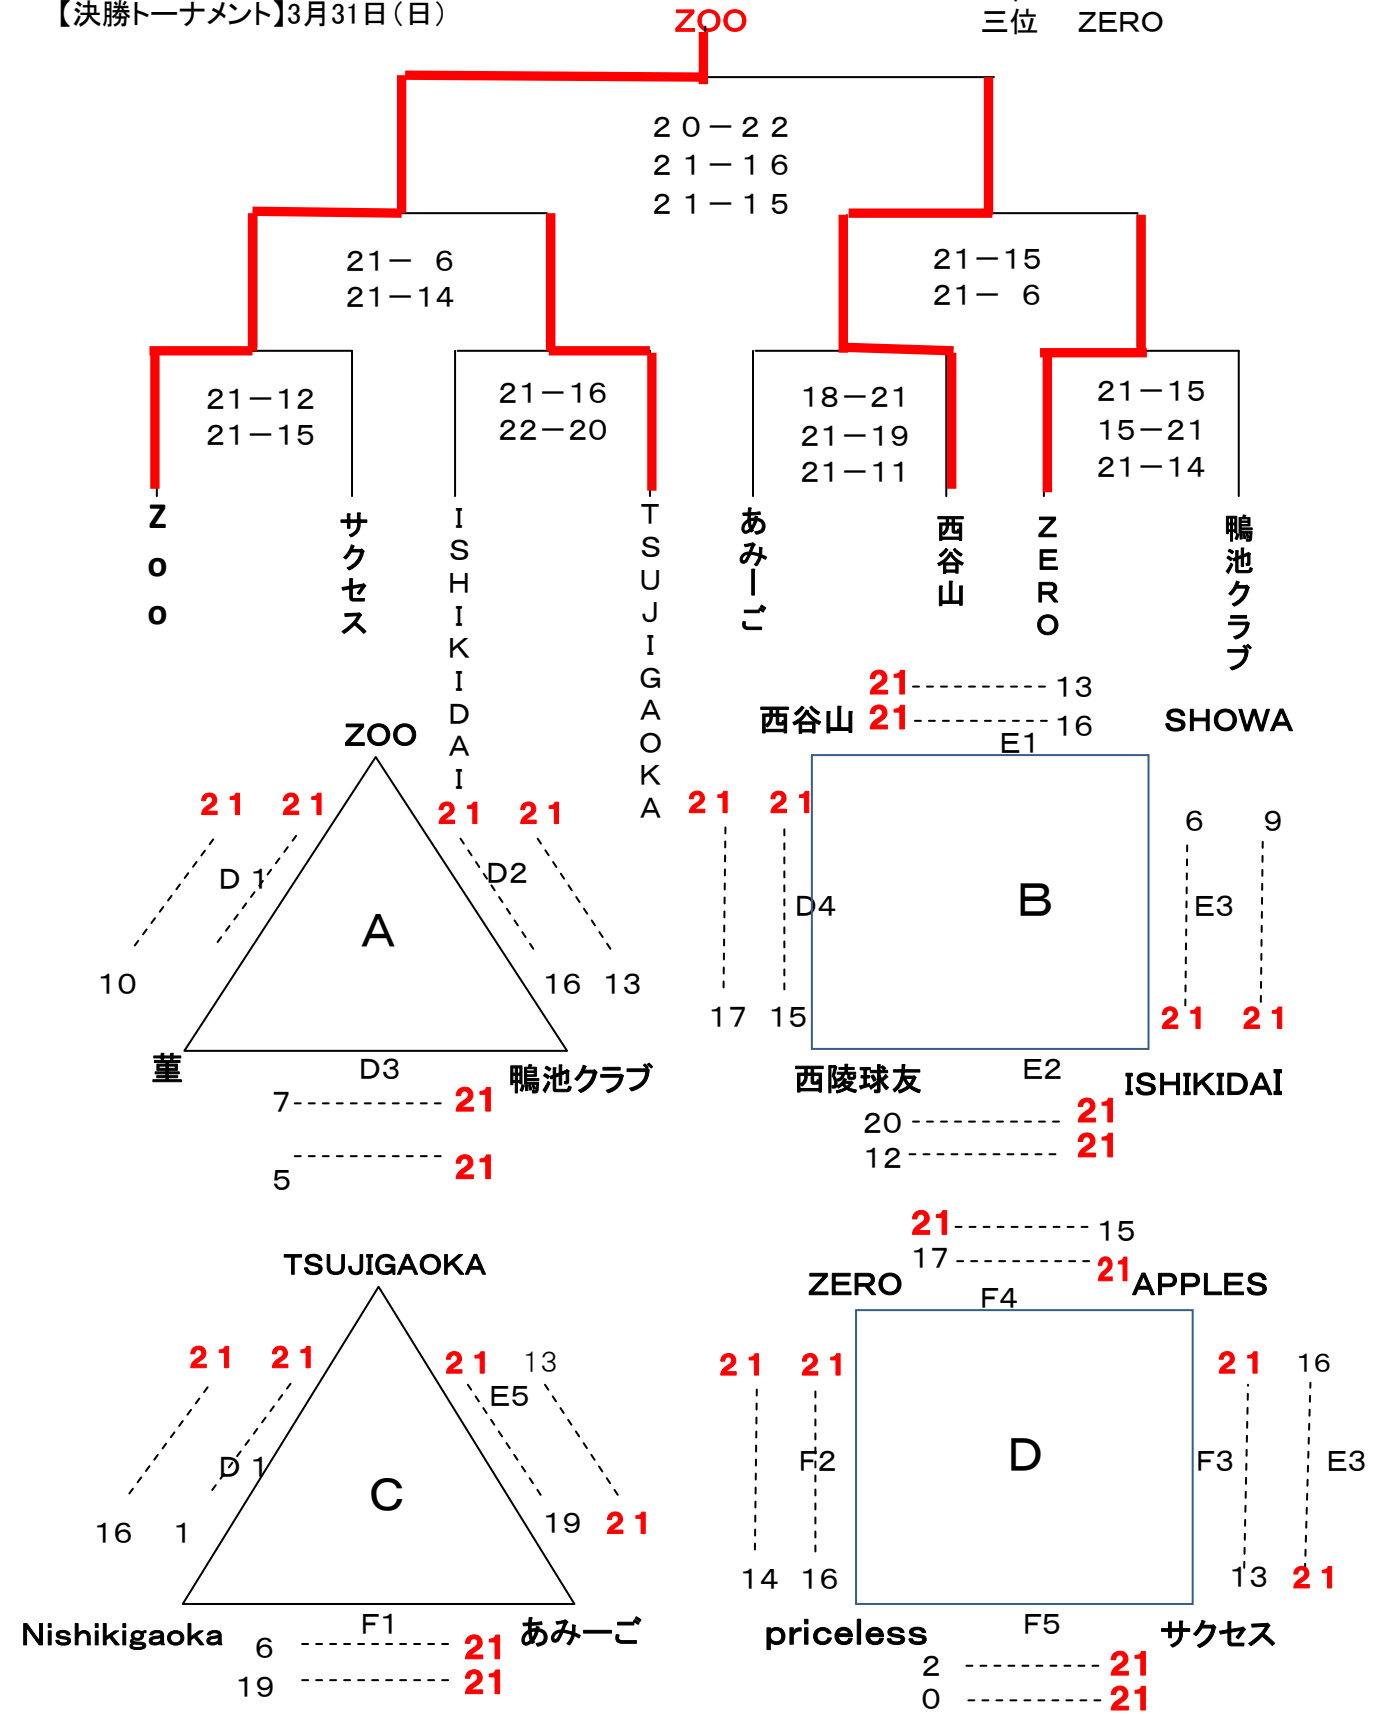 【決勝トーナメント】3月31日（日）
ZOO
三位　ZERO
20－22
21－16
21－15
21－ 6
21－14
21－15
21－ 6
21－12
21－15
21－16
22－20
18－21
21－19
21－11
21－15
15－21
21－14
Zoo
サクセス
ISHIKIDAI
TSUJIGAOKA
あみーご
西谷山
ZERO
鴨池クラブ
ZOO
21 21
21 21
D1
D2
A
10
16 13
菫
D3
鴨池クラブ
7 21
5 21
21 13
西谷山 21 16 SHOWA
E1
21 21
6 9
D4
B
E3
17 15
21 21
西陵球友
E2
ISHIKIDAI
20 21
12 21
TSUJIGAOKA
21 21
21 13
E5
D1
C
16 1
19 21
Nishikigaoka
F1
あみーご
6 21
19 21
21 15
17 21
ZERO
APPLES
F4
21 21
21 16
F2
D
F3
E3
14 16
13 21
priceless
F5
サクセス
2 21
0 21